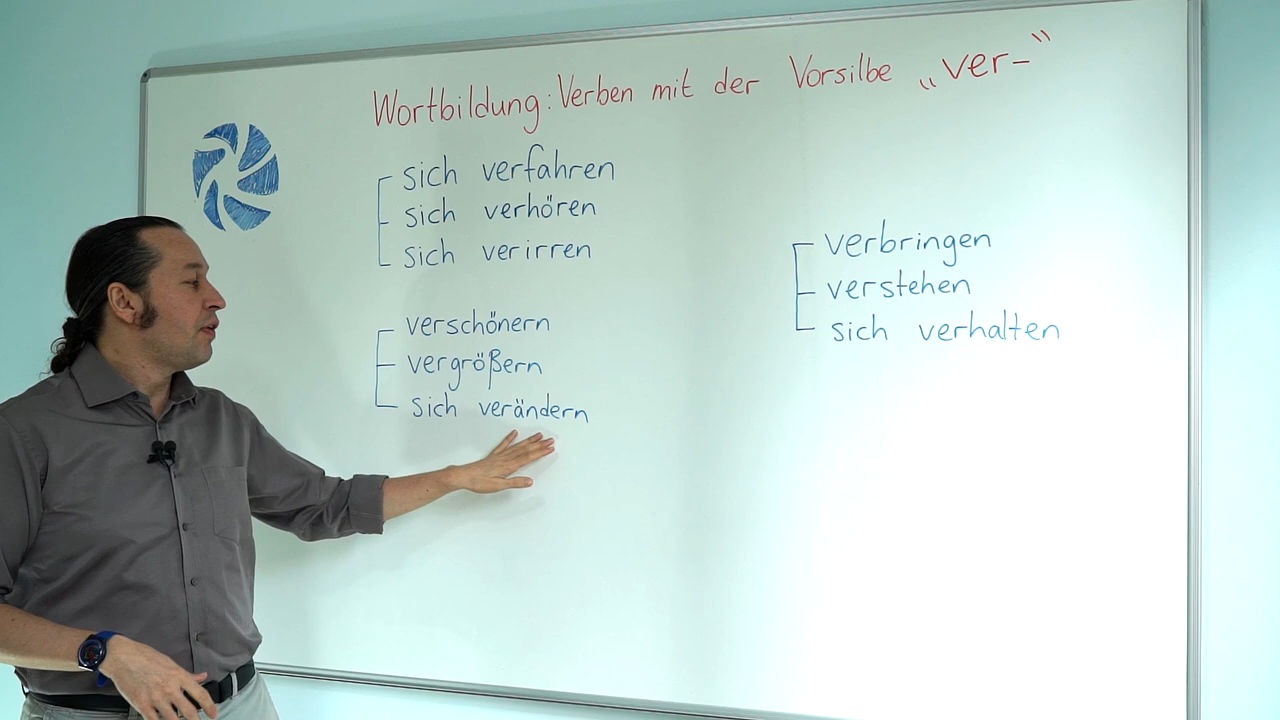 Wortbildung: Verben mit der Vorsilbe „ver-“
sich verfahren
sich verhören
sich verirren
verschönern
vergrößern
sich verändern
verbringen
verstehen
sich verhalten